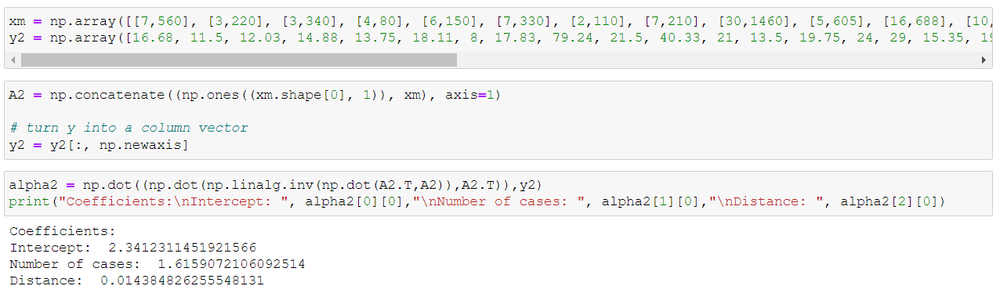 xm = np.array([[7,560], [3,220], [3,340], [4,80], [6,150], [7,330], [2,110], [7,210], [30,1460], [5,605], [16,688], [10,
y2 = np.array([16.68, 11.5, 12.03, 14.88, 13.75, 18.11, 8, 17.83, 79.24, 21.5, 40.33, 21, 13.5, 19.75, 24, 29, 15.35, 19
A2 = np.concatenate((np.ones((xm.shape[0], 1)), xm), axis=1)
# turn y into a column vector
y2 = y2[:, np.newaxis]
alpha2 = np.dot((np.dot(np.linalg.inv(np.dot(A2.T,A2)),A2.T)),y2)
print("Coefficients:\nIntercept: ", alpha2[0][0],"\nNumber of cases: ", alpha2[1][0],"\nDistance: ", alpha2[2][0])
Coefficients:
Intercept:  2.3412311451921566
Number of cases:  1.6159072106092514
Distance:  0.014384826255548131